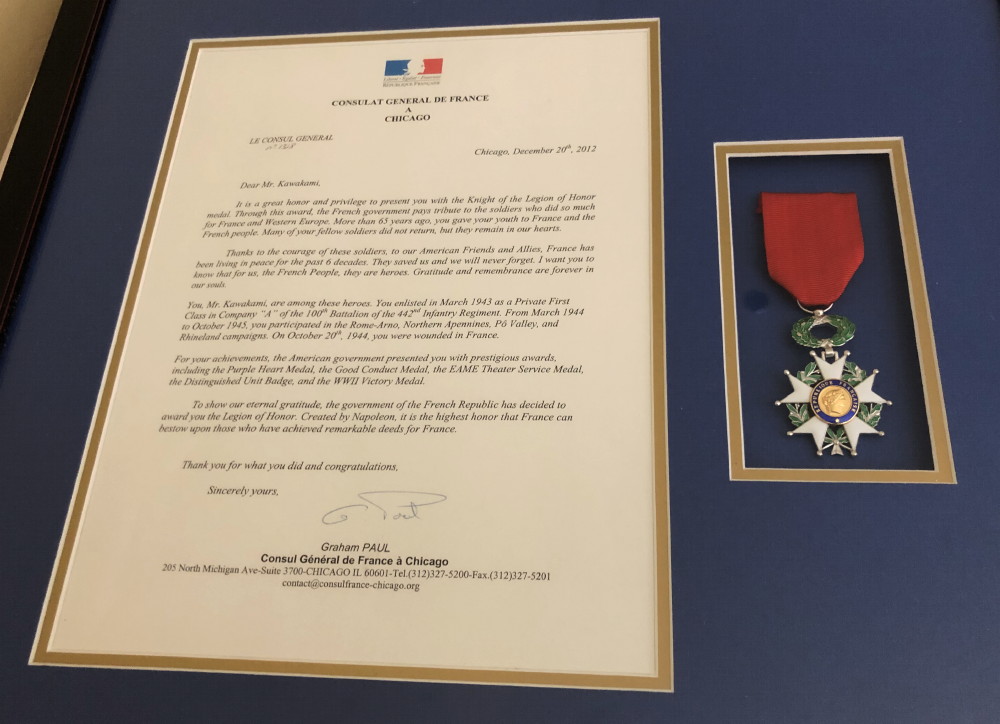 Liberté • Égalité • Fraternité
RÉPUBLIQUE FRANÇAISE
CONSULAT GENERAL DE FRANCE
A
CHICAGO
LE CONSUL GENERAL
Chicago, December 20th, 2012
Dear Mr. Kawakami,
It is a great honor and privilege to present you with the Knight of the Legion of Honor
medal. Through this award, the French government pays tribute to the soldiers who did so much
for France and Western Europe. More than 65 years ago, you gave your youth to France and the
French people. Many of your fellow soldiers did not return, but they remain in our hearts.
Thanks to the courage of these soldiers, to our American Friends and Allies, France has
been living in peace for the past 6 decades. They saved us and we will never forget. I want you to
know that for us, the French People, they are heroes. Gratitude and remembrance are forever in
our souls.
You, Mr. Kawakami, are among these heroes. You enlisted in March 1943 as a Private First
Class in Company "A" of the 100th Battalion of the 442nd Infantry Regiment. From March 1944
to October 1945, you participated in the Rome-Arno, Northern Apennines, Pô Valley, and
Rhineland campaigns. On October 20th, 1944, you were wounded in France.
For your achievements, the American government presented you with prestigious awards,
including the Purple Heart Medal, the Good Conduct Medal, the EAME Theater Service Medal,
the Distinguished Unit Badge, and the WWII Victory Medal.
To show our eternal gratitude, the government of the French Republic has decided to
award you the Legion of Honor. Created by Napoleon, it is the highest honor that France can
bestow upon those who have achieved remarkable deeds for France.
Thank you for what you did and congratulations,
Sincerely yours,
Graham PAUL
Consul Général de France à Chicago
205 North Michigan Ave-Suite 3700-CHICAGO IL 60601-Tel.(312)327-5200-Fax.(312)327-5201
contact@consulfrance-chicago.org
REPUBLIQUE FRANÇAISE